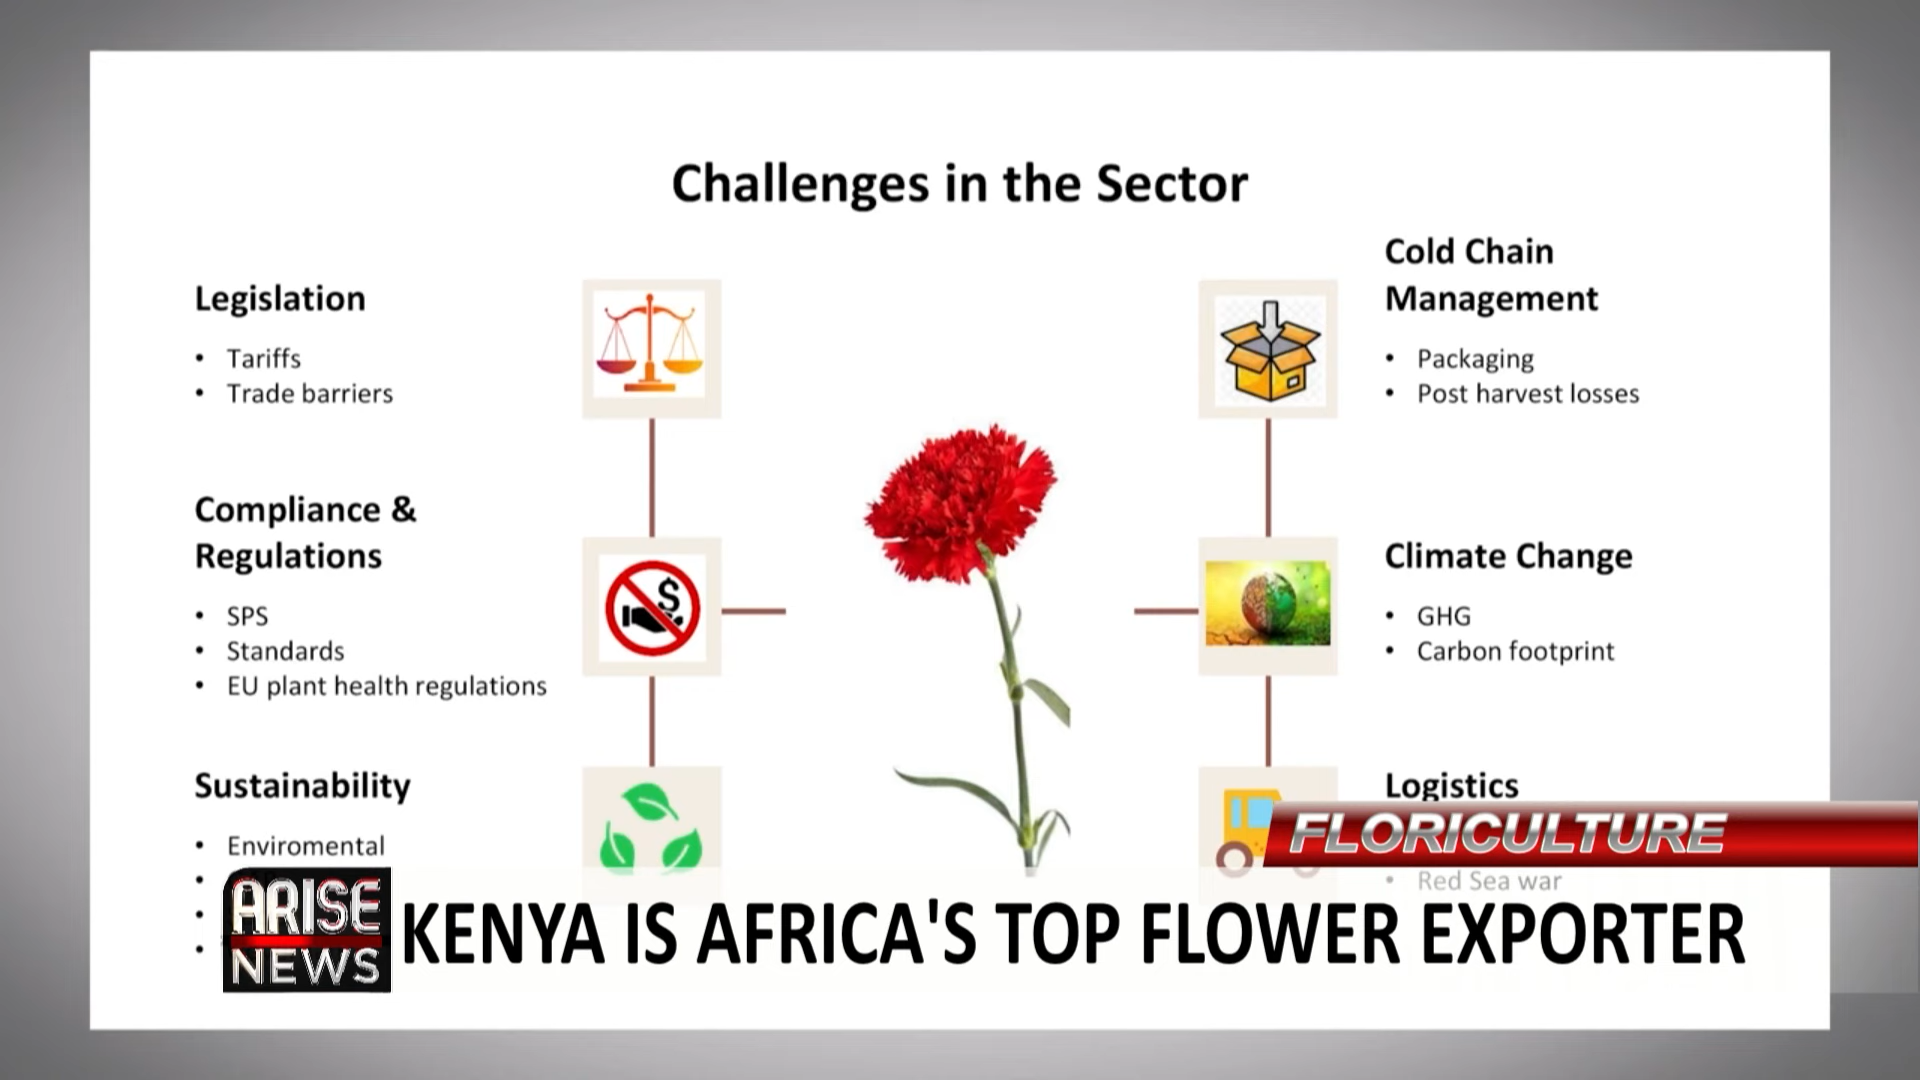 Challenges in the Sector
Legislation
• Tariffs
• Trade barriers
Compliance &
Regulations
• SPS
• Standards
• EU plant health regulations
Sustainability
• Enviromental
Cold Chain
Management
• Packaging
• Post harvest losses
Climate Change
• GHG
• Carbon footprint
Logistics
• Red Sea war
$
FLORICULTURE
ARISE
NEWS
KENYA IS AFRICA'S TOP FLOWER EXPORTER